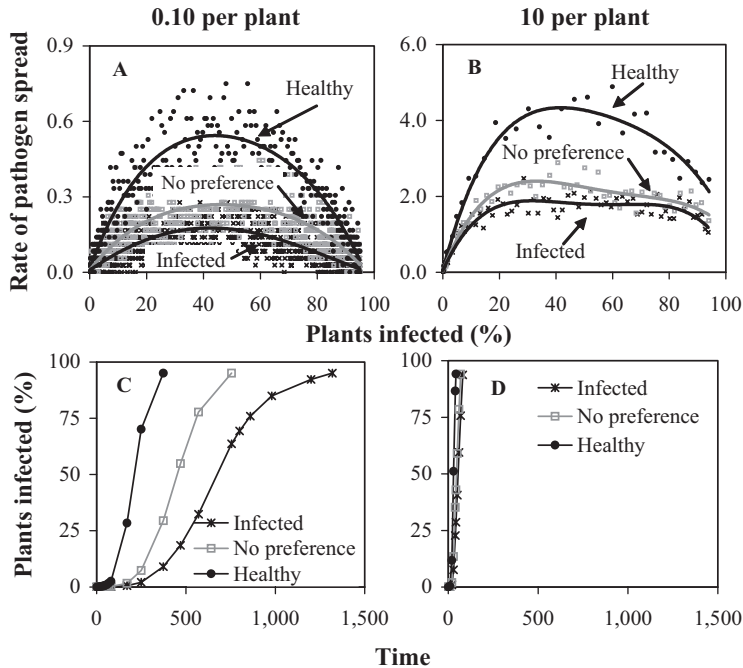 0.10 per plant
10 per plant
Rate of pathogen spread
0.9
0.6
0.3
0.0
A
Healthy
No preference
Infected
0 20 40 60 80 100
6.0
4.0
2.0
0.0
B
Healthy
No preference
Infected
0 20 40 60 80 100
Plants infected (%)
Plants infected (%)
100
75
50
25
0
C
Infected
No preference
Healthy
0 500 1,000 1,500
100
75
50
25
0
D
Infected
No preference
Healthy
0 500 1,000 1,500
Time